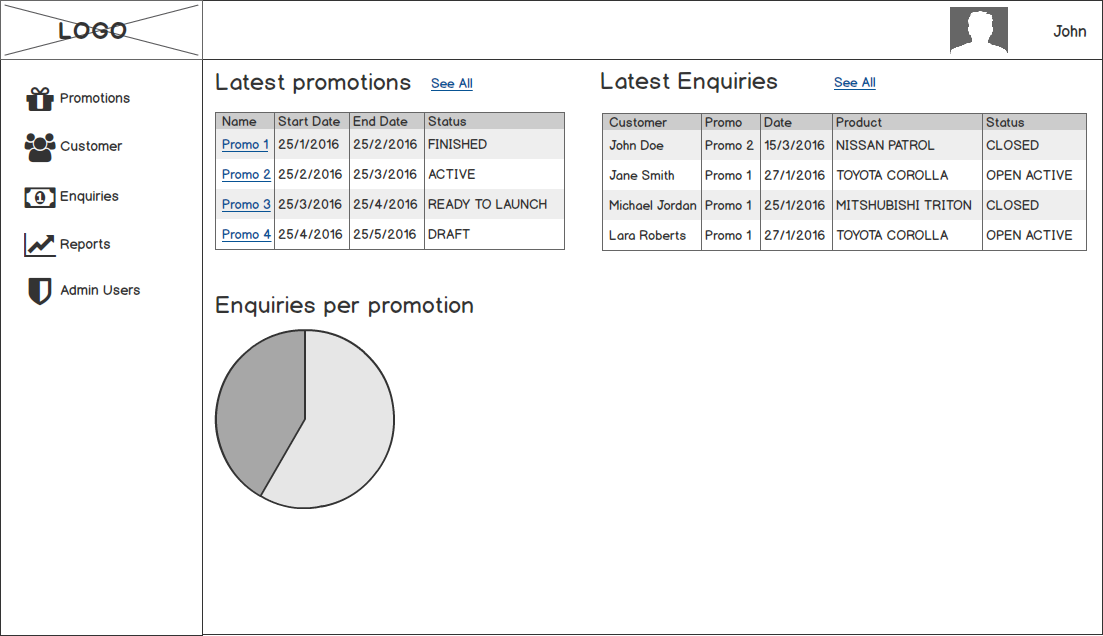 LOGO
John
Promotions
Customer
Enquiries
Reports
Admin Users
Latest promotions See All
Name Start Date End Date Status
Promo 1 25/1/2016 25/2/2016 FINISHED
Promo 2 25/2/2016 25/3/2016 ACTIVE
Promo 3 25/3/2016 25/4/2016 READY TO LAUNCH
Promo 4 25/4/2016 25/5/2016 DRAFT
Latest Enquiries See All
Customer Promo Date Product Status
John Doe Promo 2 15/3/2016 NISSAN PATROL CLOSED
Jane Smith Promo 1 27/1/2016 TOYOTA COROLLA OPEN ACTIVE
Michael Jordan Promo 1 25/1/2016 MITSHUBISHI TRITON CLOSED
Lara Roberts Promo 1 27/1/2016 TOYOTA COROLLA OPEN ACTIVE
Enquiries per promotion